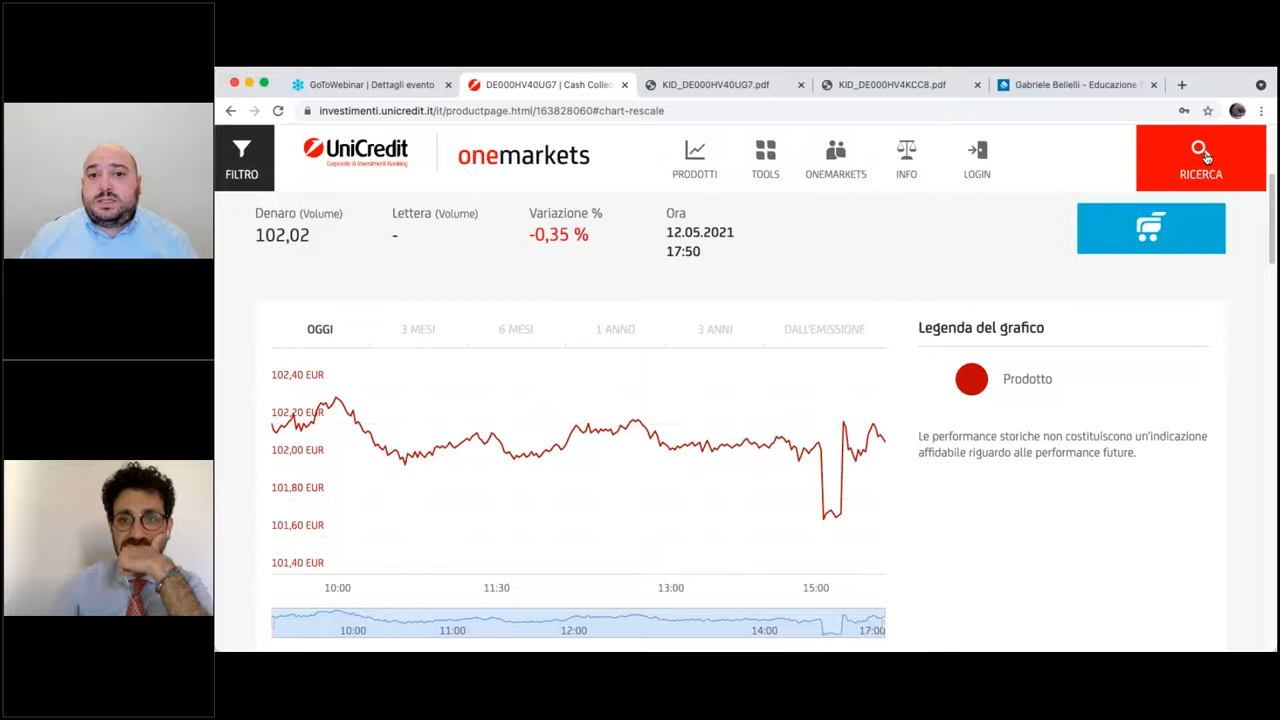 GoToWebinar | Dettagli evento
DE000HV40UG7 | Cash Collec
KID_DE000HV40UG7.pdf
KID_DE000HV4KCC8.pdf
Gabriele Bellelli - Educazione f
investimenti.unicredit.it/it/productpage.html/163828060#chart-rescale
FILTRO
UniCredit
Corporate & Investment Banking
onemarkets
PRODOTTI
TOOLS
ONEMARKETS
INFO
LOGIN
RICERCA
Denaro (Volume)
Lettera (Volume)
Variazione %
Ora
102,02
-
-0,35 %
12.05.2021
17:50
OGGI
3 MESI
6 MESI
1 ANNO
3 ANNI
DALL'EMISSIONE
Legenda del grafico
Prodotto
Le performance storiche non costituiscono un'indicazione
affidabile riguardo alle performance future.
102,40 EUR
102,20 EUR
102,00 EUR
101,80 EUR
101,60 EUR
101,40 EUR
10:00
11:30
13:00
15:00
10:00
11:00
12:00
14:00
17:00